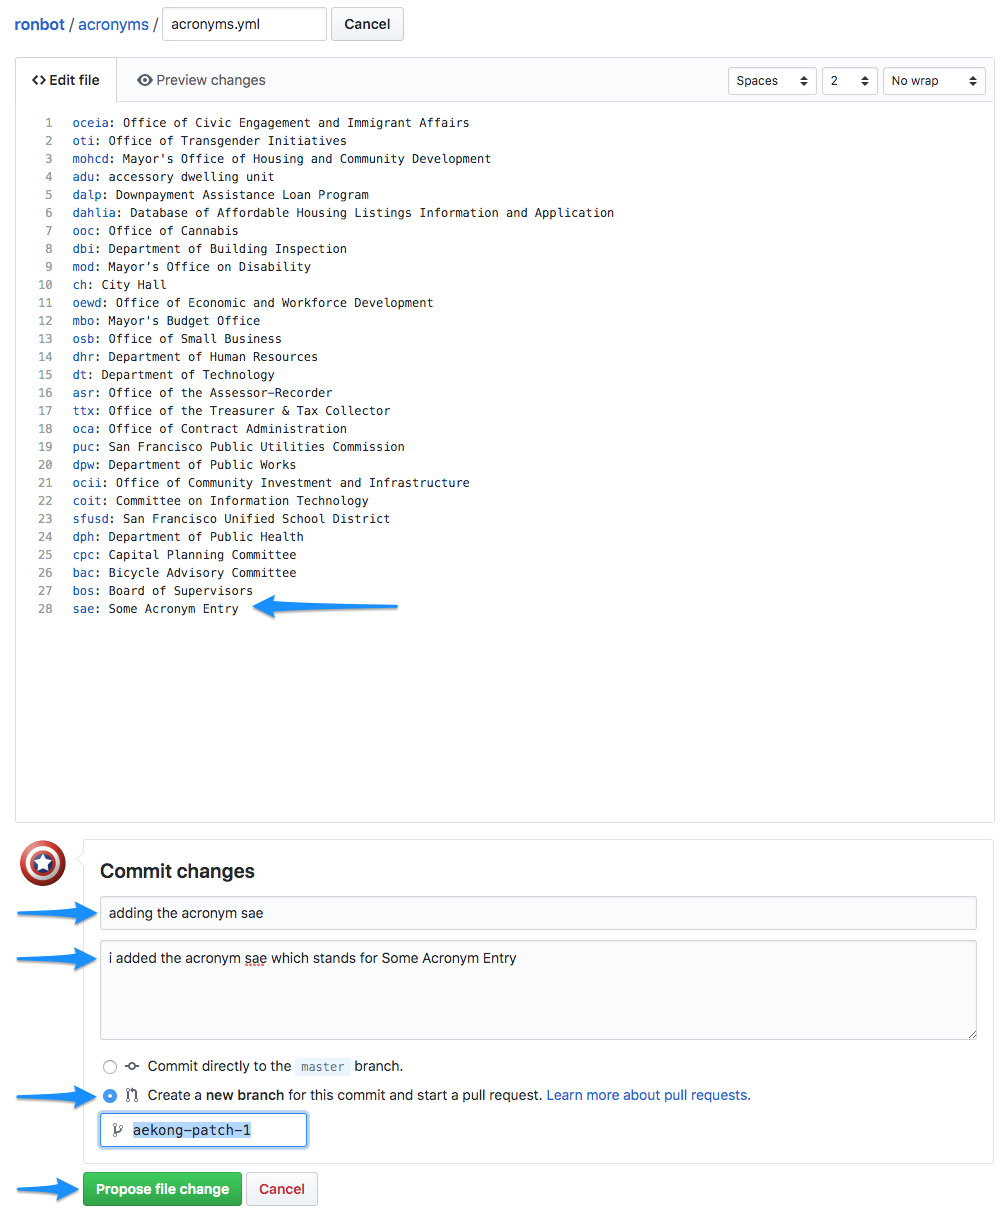 ronbot / acronyms / acronyms.yml Cancel
<> Edit file Preview changes Spaces 2 No wrap
1 oceia: Office of Civic Engagement and Immigrant Affairs
2 oti: Office of Transgender Initiatives
3 mohcd: Mayor's Office of Housing and Community Development
4 adu: accessory dwelling unit
5 dalp: Downpayment Assistance Loan Program
6 dahlia: Database of Affordable Housing Listings Information and Application
7 ooc: Office of Cannabis
8 dbi: Department of Building Inspection
9 mod: Mayor’s Office on Disability
10 ch: City Hall
11 oewd: Office of Economic and Workforce Development
12 mbo: Mayor's Budget Office
13 osb: Office of Small Business
14 dhr: Department of Human Resources
15 dt: Department of Technology
16 asr: Office of the Assessor-Recorder
17 ttx: Office of the Treasurer & Tax Collector
18 oca: Office of Contract Administration
19 puc: San Francisco Public Utilities Commission
20 dpw: Department of Public Works
21 ocii: Office of Community Investment and Infrastructure
22 coit: Committee on Information Technology
23 sfusd: San Francisco Unified School District
24 dph: Department of Public Health
25 cpc: Capital Planning Committee
26 bac: Bicycle Advisory Committee
27 bos: Board of Supervisors
28 sae: Some Acronym Entry
Commit changes
adding the acronym sae
i added the acronym sae which stands for Some Acronym Entry
Commit directly to the master branch.
Create a new branch for this commit and start a pull request. Learn more about pull requests.
aekong-patch-1
Propose file change Cancel